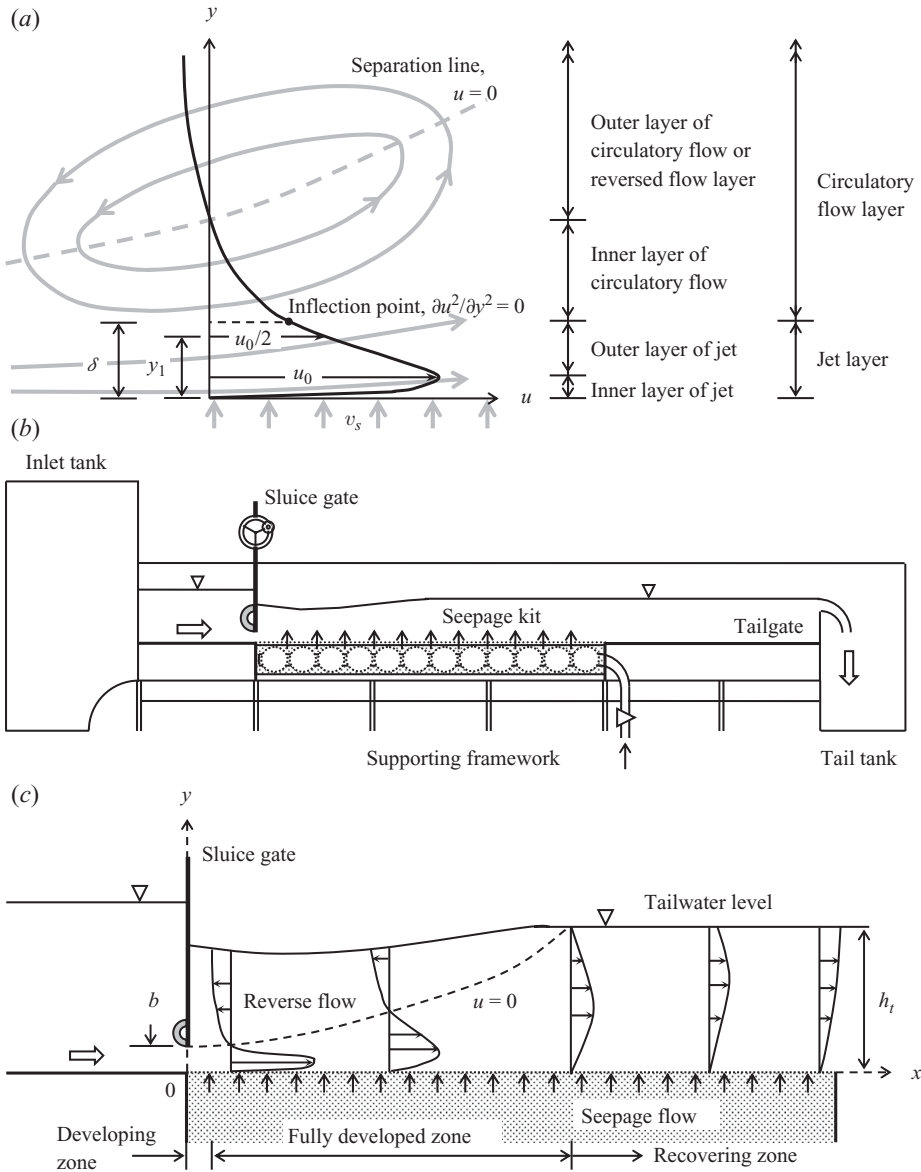 (a)
y
Separation line,
u = 0
Outer layer of
circulatory flow or
reversed flow layer
Circulatory
flow layer
Inner layer of
circulatory flow
Inflection point, ∂u²/∂y² = 0
δ
y₁
u₀/2
u₀
Outer layer of jet
Jet layer
Inner layer of jet
u
vₛ
(b)
Inlet tank
Sluice gate
Seepage kit
Tailgate
Supporting framework
Tail tank
(c)
y
Sluice gate
Tailwater level
b
Reverse flow
u = 0
hₜ
0
x
Seepage flow
Developing
zone
Fully developed zone
Recovering zone